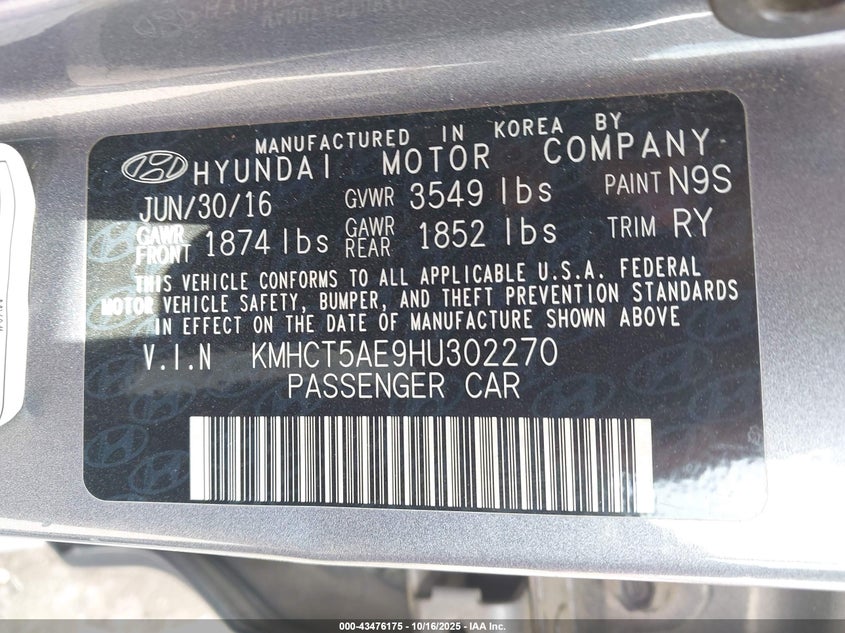 MANUFACTURED IN KOREA BY
HYUNDAI MOTOR COMPANY
JUN/30/16 GVWR 3549 lbs PAINT N9S
GAWR FRONT 1874 lbs GAWR REAR 1852 lbs TRIM RY
THIS VEHICLE CONFORMS TO ALL APPLICABLE U.S.A. FEDERAL
MOTOR VEHICLE SAFETY, BUMPER, AND THEFT PREVENTION STANDARDS
IN EFFECT ON THE DATE OF MANUFACTURE SHOWN ABOVE
V.I.N KMHCT5AE9HU302270
PASSENGER CAR
000-43476175 - 10/16/2025 - IAA Inc.